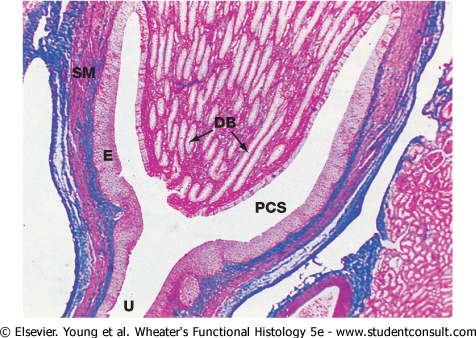 SM
DB
E
PCS
U
© Elsevier. Young et al. Wheater's Functional Histology 5e - www.studentconsult.com